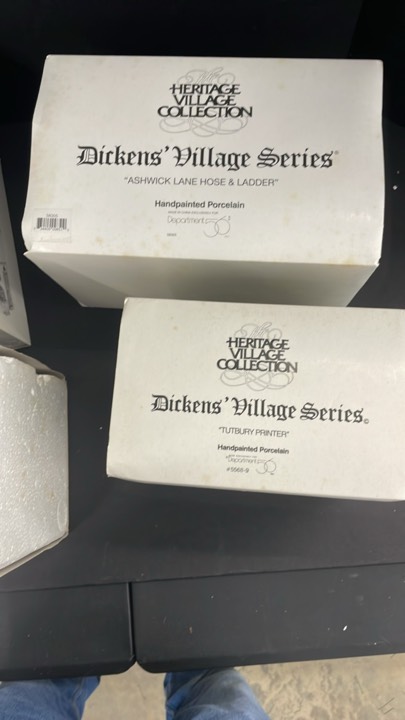 HERITAGE
VILLAGE
COLLECTION
Dickens' Village Series®
"ASHWICK LANE HOSE & LADDER"
Handpainted Porcelain
Department 56
HERITAGE
VILLAGE
COLLECTION
Dickens' Village Series©
"TUTBURY PRINTER"
Handpainted Porcelain
Department 56
#5568-9